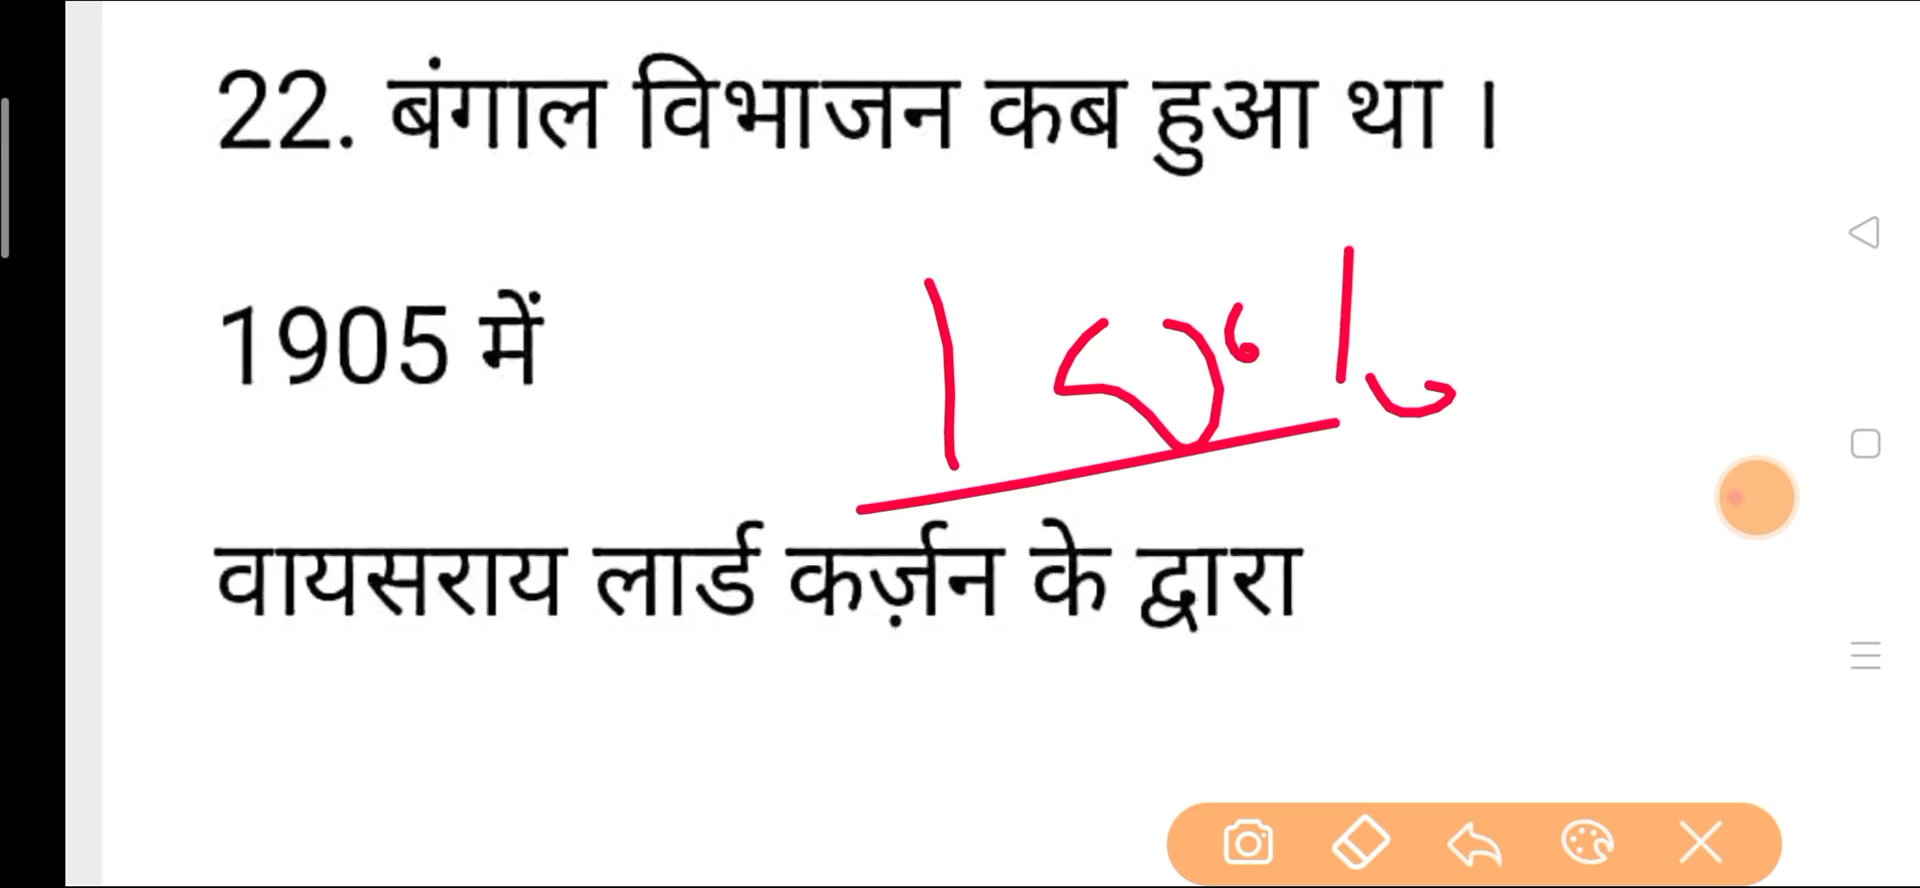 22. बंगाल विभाजन कब हुआ था ।
1905 में
वायसराय लार्ड कर्ज़न के द्वारा